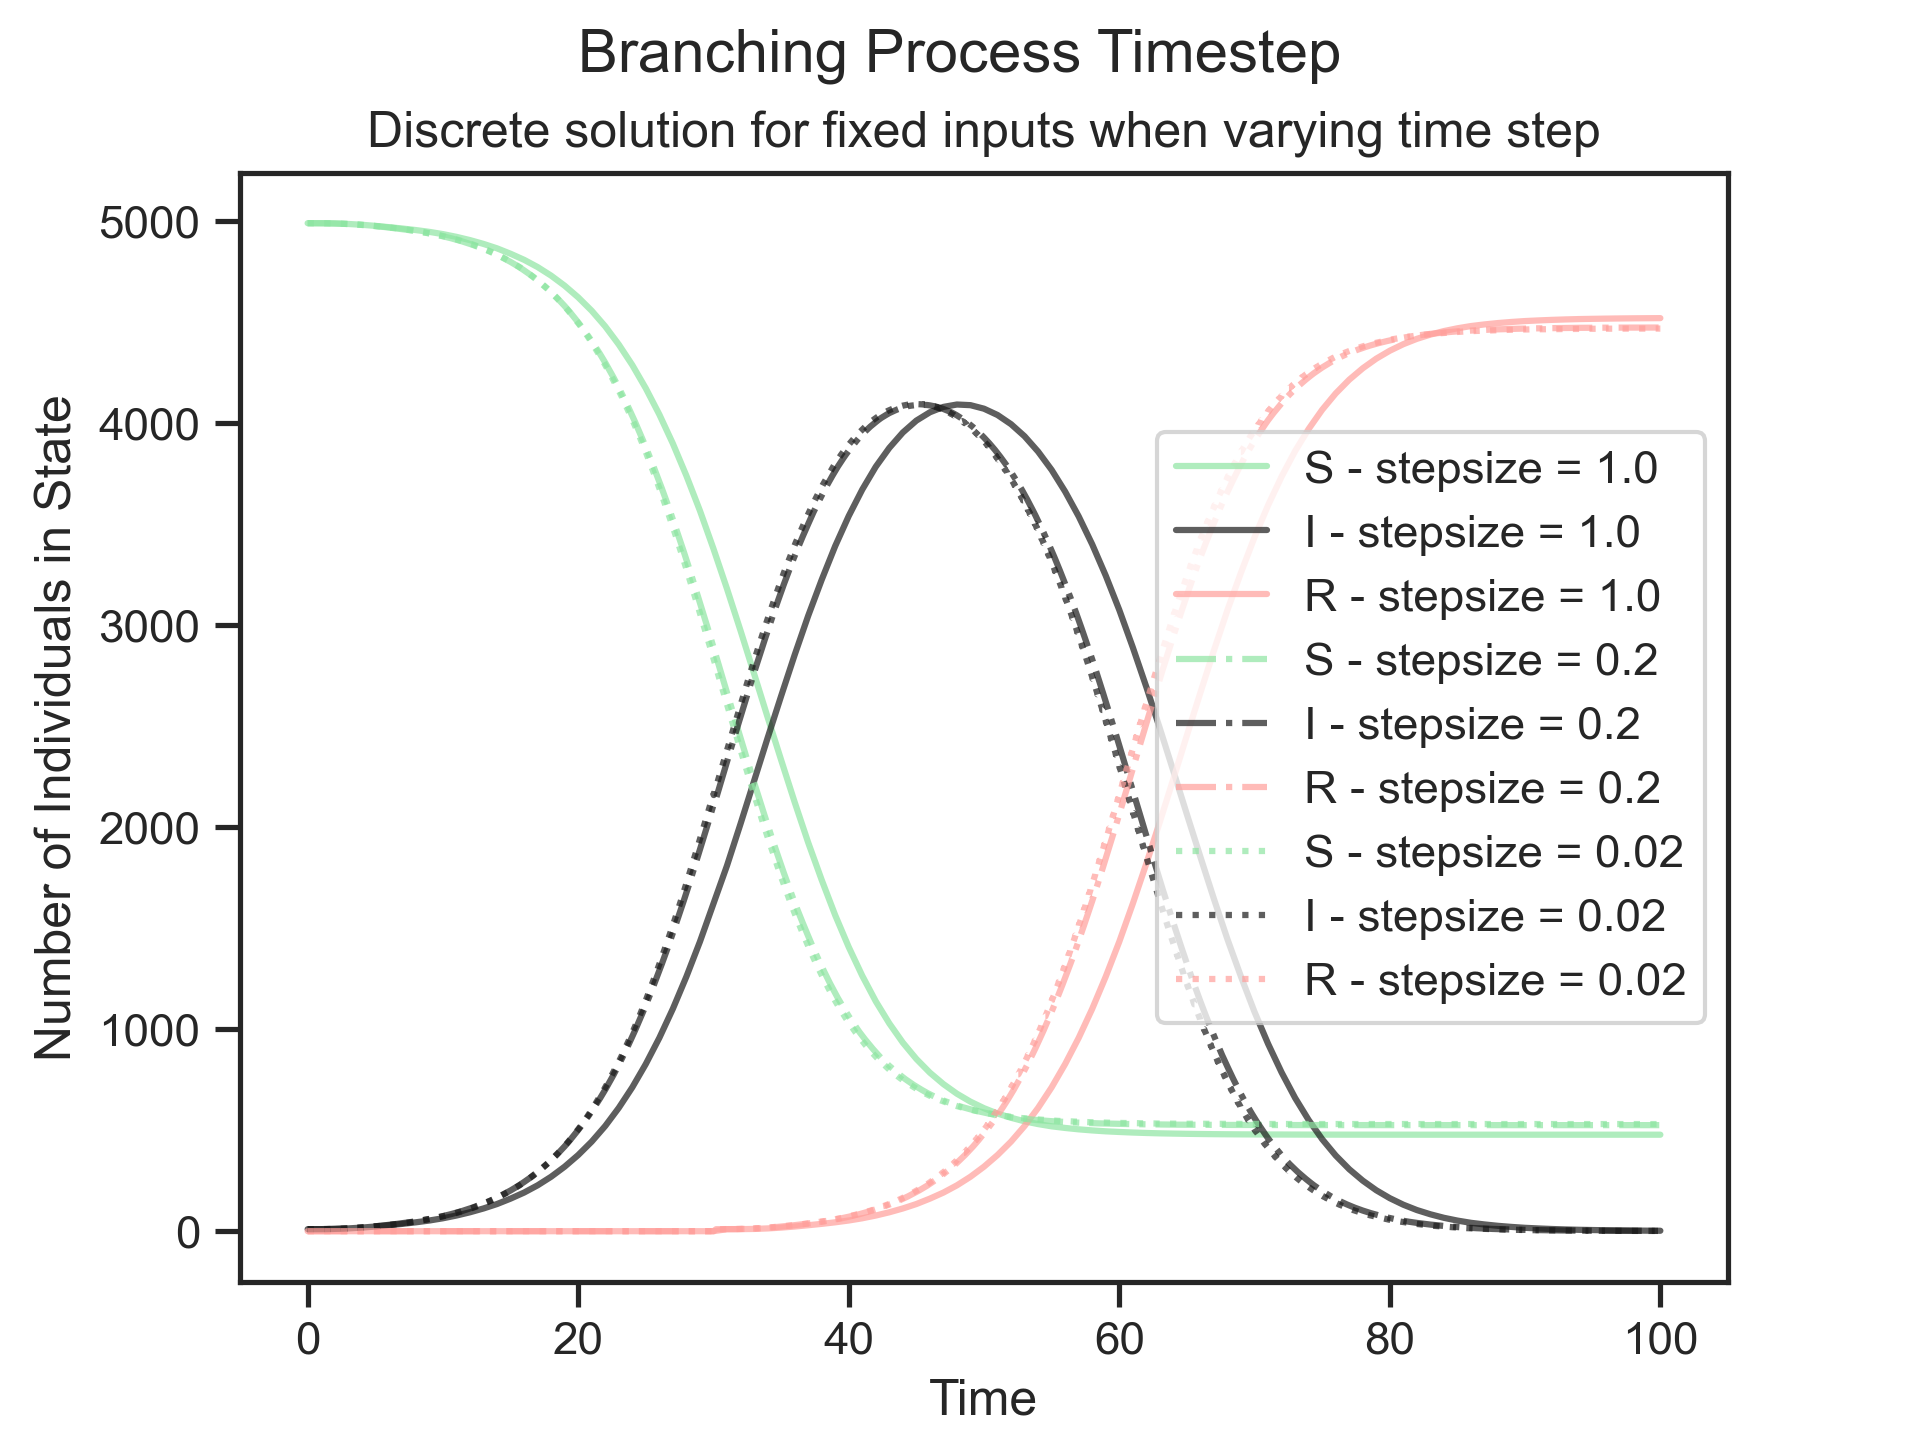 Branching Process Timestep
Discrete solution for fixed inputs when varying time step
Number of Individuals in State
5000
4000
3000
2000
1000
0
S - stepsize = 1.0
I - stepsize = 1.0
R - stepsize = 1.0
S - stepsize = 0.2
I - stepsize = 0.2
R - stepsize = 0.2
S - stepsize = 0.02
I - stepsize = 0.02
R - stepsize = 0.02
0 20 40 60 80 100
Time